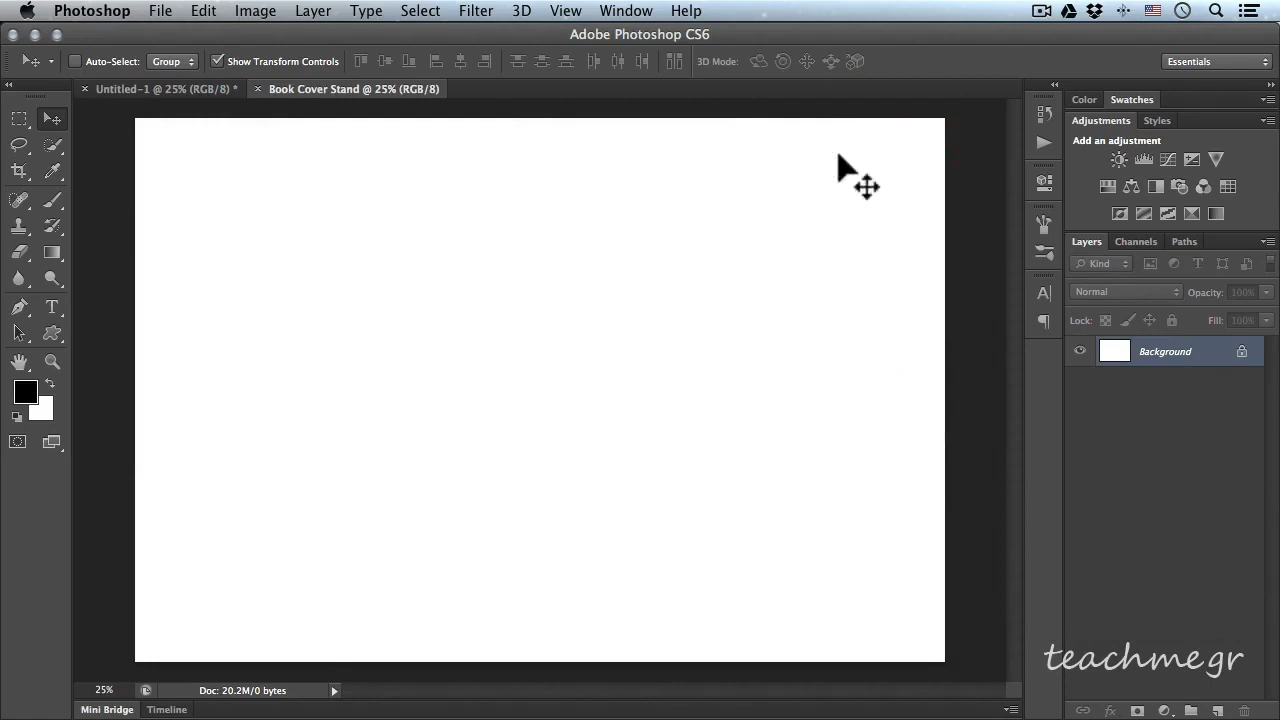 Photoshop File Edit Image Layer Type Select Filter 3D View Window Help
Adobe Photoshop CS6
Auto-Select: Group Show Transform Controls 3D Mode: Essentials
Untitled-1 @ 25% (RGB/8) * Book Cover Stand @ 25% (RGB/8)
Color Swatches
Adjustments Styles
Add an adjustment
Layers Channels Paths
Kind
Normal Opacity: 100%
Lock: Fill: 100%
Background
teachmegr
25% Doc: 20.2M/0 bytes
Mini Bridge Timeline